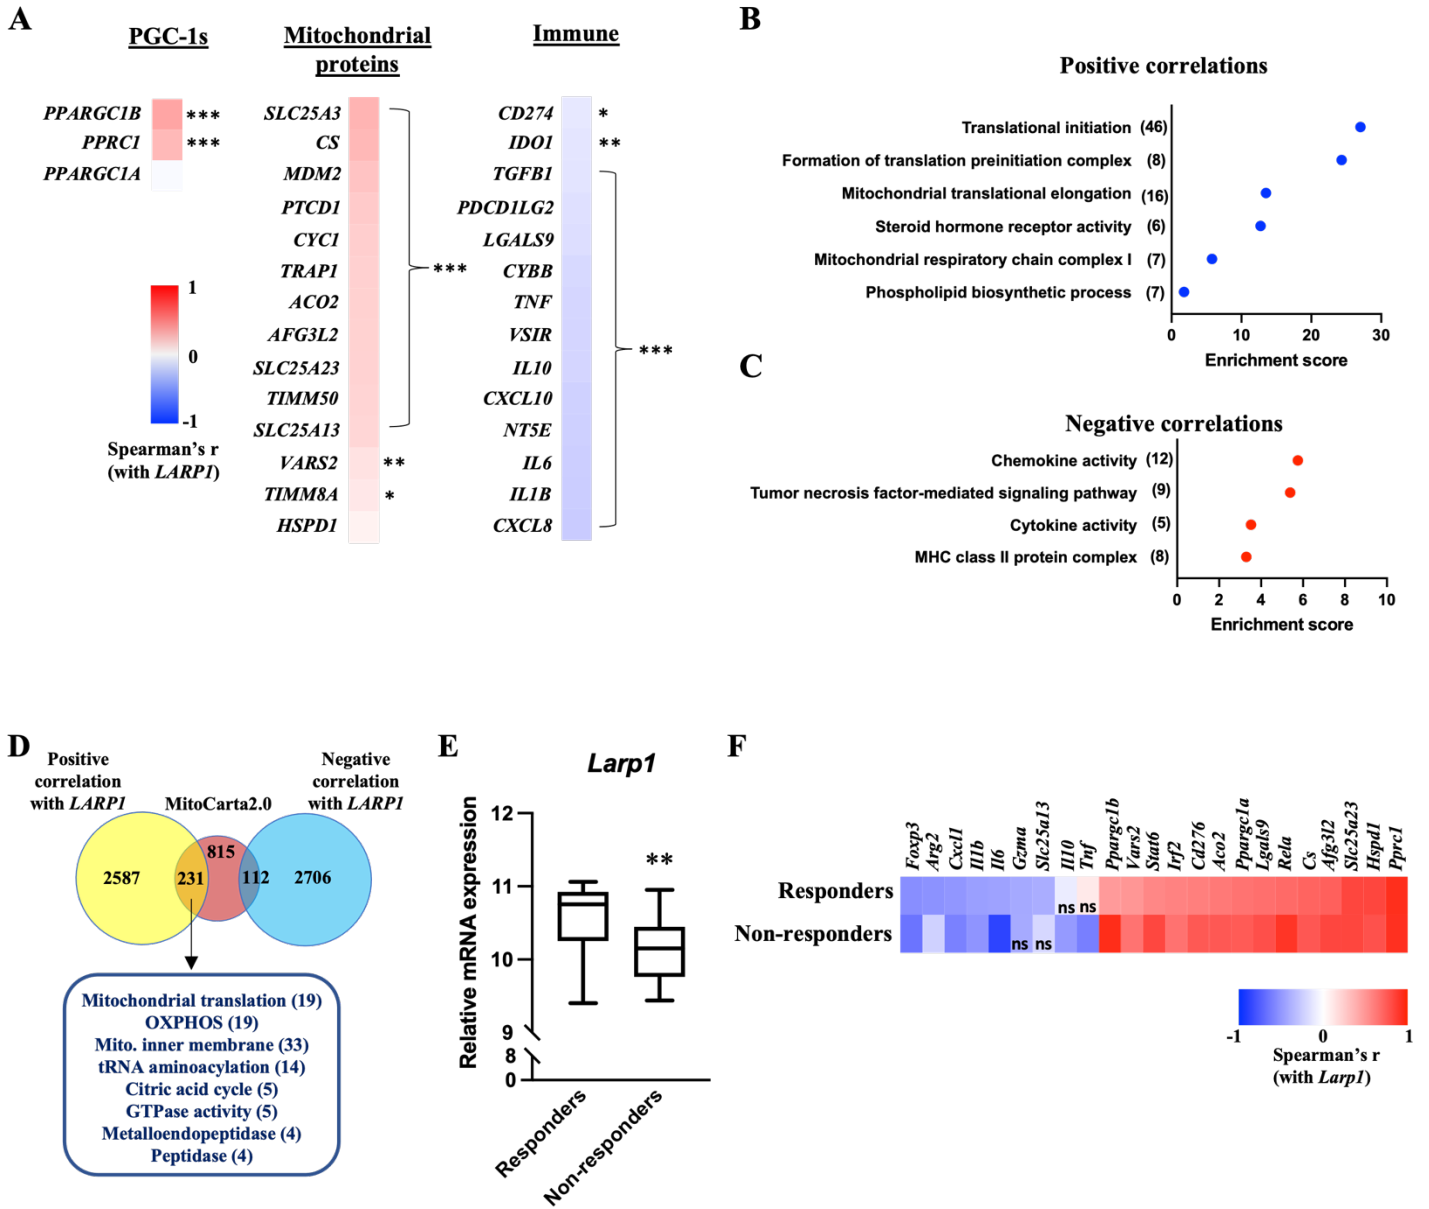 A
PGC-1s
PPARGC1B ***
PPRC1 ***
PPARGC1A
1
0
-1
Spearman's r
(with LARP1)
Mitochondrial
proteins
SLC25A3
CS
MDM2
PTCD1
CYC1
TRAP1
ACO2
AFG3L2
SLC25A23
TIMM50
SLC25A13
***
VARS2 **
TIMM8A *
HSPD1
Immune
CD274 *
IDO1 **
TGFB1
PDCD1LG2
LGALS9
CYBB
TNF
VSIR
IL10
CXCL10
NT5E
IL6
IL1B
CXCL8
***
B
Positive correlations
Translational initiation (46)
Formation of translation preinitiation complex (8)
Mitochondrial translational elongation (16)
Steroid hormone receptor activity (6)
Mitochondrial respiratory chain complex I (7)
Phospholipid biosynthetic process (7)
0 10 20 30
Enrichment score
C
Negative correlations
Chemokine activity (12)
Tumor necrosis factor-mediated signaling pathway (9)
Cytokine activity (5)
MHC class II protein complex (8)
0 2 4 6 8 10
Enrichment score
D
Positive
correlation
with LARP1
MitoCarta2.0
Negative
correlation
with LARP1
2587 231 815 112 2706
Mitochondrial translation (19)
OXPHOS (19)
Mito. inner membrane (33)
tRNA aminoacylation (14)
Citric acid cycle (5)
GTPase activity (5)
Metalloendopeptidase (4)
Peptidase (4)
E
Larp1
Relative mRNA expression
12
11
10
9
8
0
**
Responders
Non-responders
F
Foxp3
Arg2
Cxcl1
Il1b
Il6
Gzma
Slc25a13
Il10
Tnf
Ppargc1b
Vars2
Stat6
Irf2
Cd276
Aco2
Ppargc1a
Lgals9
Rela
Cs
Afg3l2
Slc25a23
Hspd1
Pprc1
Responders
ns ns
Non-responders
ns ns
-1 0 1
Spearman's r
(with Larp1)